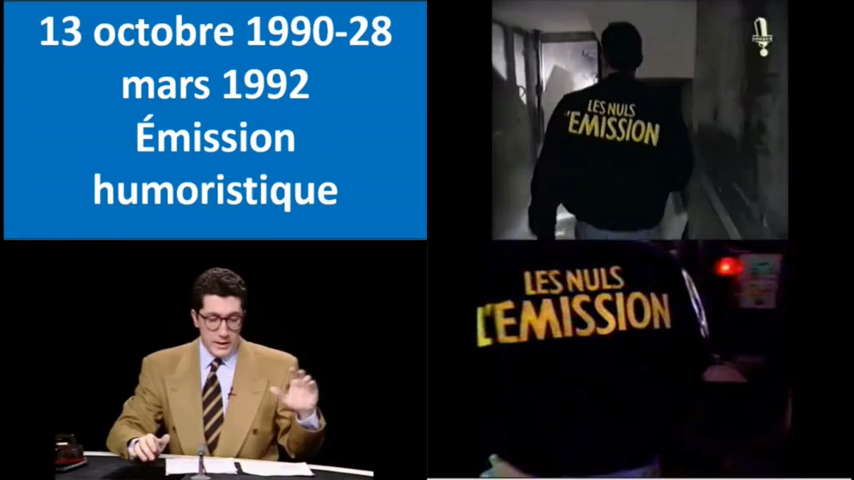 13 octobre 1990-28
mars 1992
Émission
humoristique
LES NULS
L'EMISSION
LES NULS
L'EMISSION